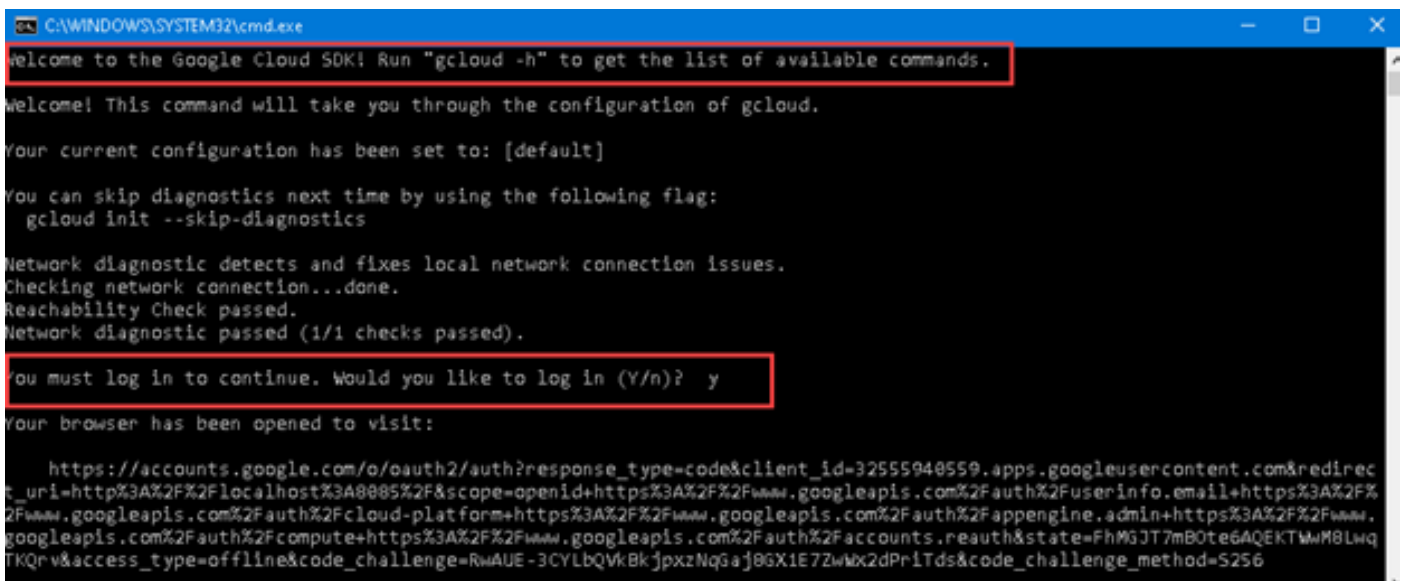 C:\WINDOWS\SYSTEM32\cmd.exe
Welcome to the Google Cloud SDK! Run "gcloud -h" to get the list of available commands.
Welcome! This command will take you through the configuration of gcloud.
Your current configuration has been set to: [default]
You can skip diagnostics next time by using the following flag:
gcloud init --skip-diagnostics
Network diagnostic detects and fixes local network connection issues.
Checking network connection...done.
Reachability Check passed.
Network diagnostic passed (1/1 checks passed).
You must log in to continue. Would you like to log in (Y/n)? y
Your browser has been opened to visit:
https://accounts.google.com/o/oauth2/auth?response_type=code&client_id=32555940559.apps.googleusercontent.com&redirec
t_uri=http%3A%2F%2Flocalhost%3A8085%2F&scope=openid+https%3A%2F%2Fwww.googleapis.com%2Fauth%2Fuserinfo.email+https%3A%2F%
2Fwww.googleapis.com%2Fauth%2Fcloud-platform+https%3A%2F%2Fwww.googleapis.com%2Fauth%2Fappengine.admin+https%3A%2F%2Fwww.
googleapis.com%2Fauth%2Fcompute+https%3A%2F%2Fwww.googleapis.com%2Fauth%2Faccounts.reauth&state=FhMGJT7mBOte6AQEKTWwM8Lwq
TKQrv&access_type=offline&code_challenge=RwAUE-3CYLbQVkBkjpxzNqGaj8GX1E7ZwWx2dPriTds&code_challenge_method=S256